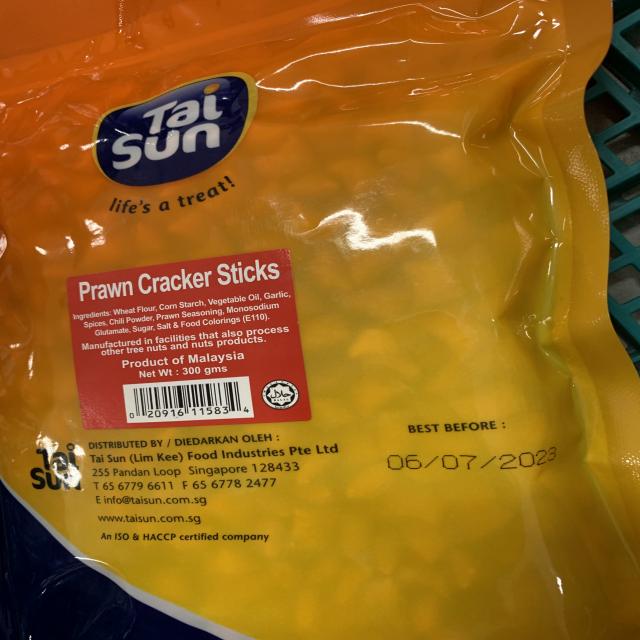 Tai
Sun
life's a treat!
Prawn Cracker Sticks
Ingredients: Wheat Flour, Corn Starch, Vegetable Oil, Garlic,
Spices, Chili Powder, Prawn Seasoning, Monosodium
Glutamate, Sugar, Salt & Food Colorings (E110).
Manufactured in facilities that also process
other tree nuts and nuts products.
Product of Malaysia
Net Wt : 300 gms
0 20916 11583 4
Tai
Sun
DISTRIBUTED BY / DIEDARKAN OLEH :
Tai Sun (Lim Kee) Food Industries Pte Ltd
255 Pandan Loop Singapore 128433
T 65 6779 6611 F 65 6778 2477
E info@taisun.com.sg
www.taisun.com.sg
An ISO & HACCP certified company
BEST BEFORE :
06/07/2023